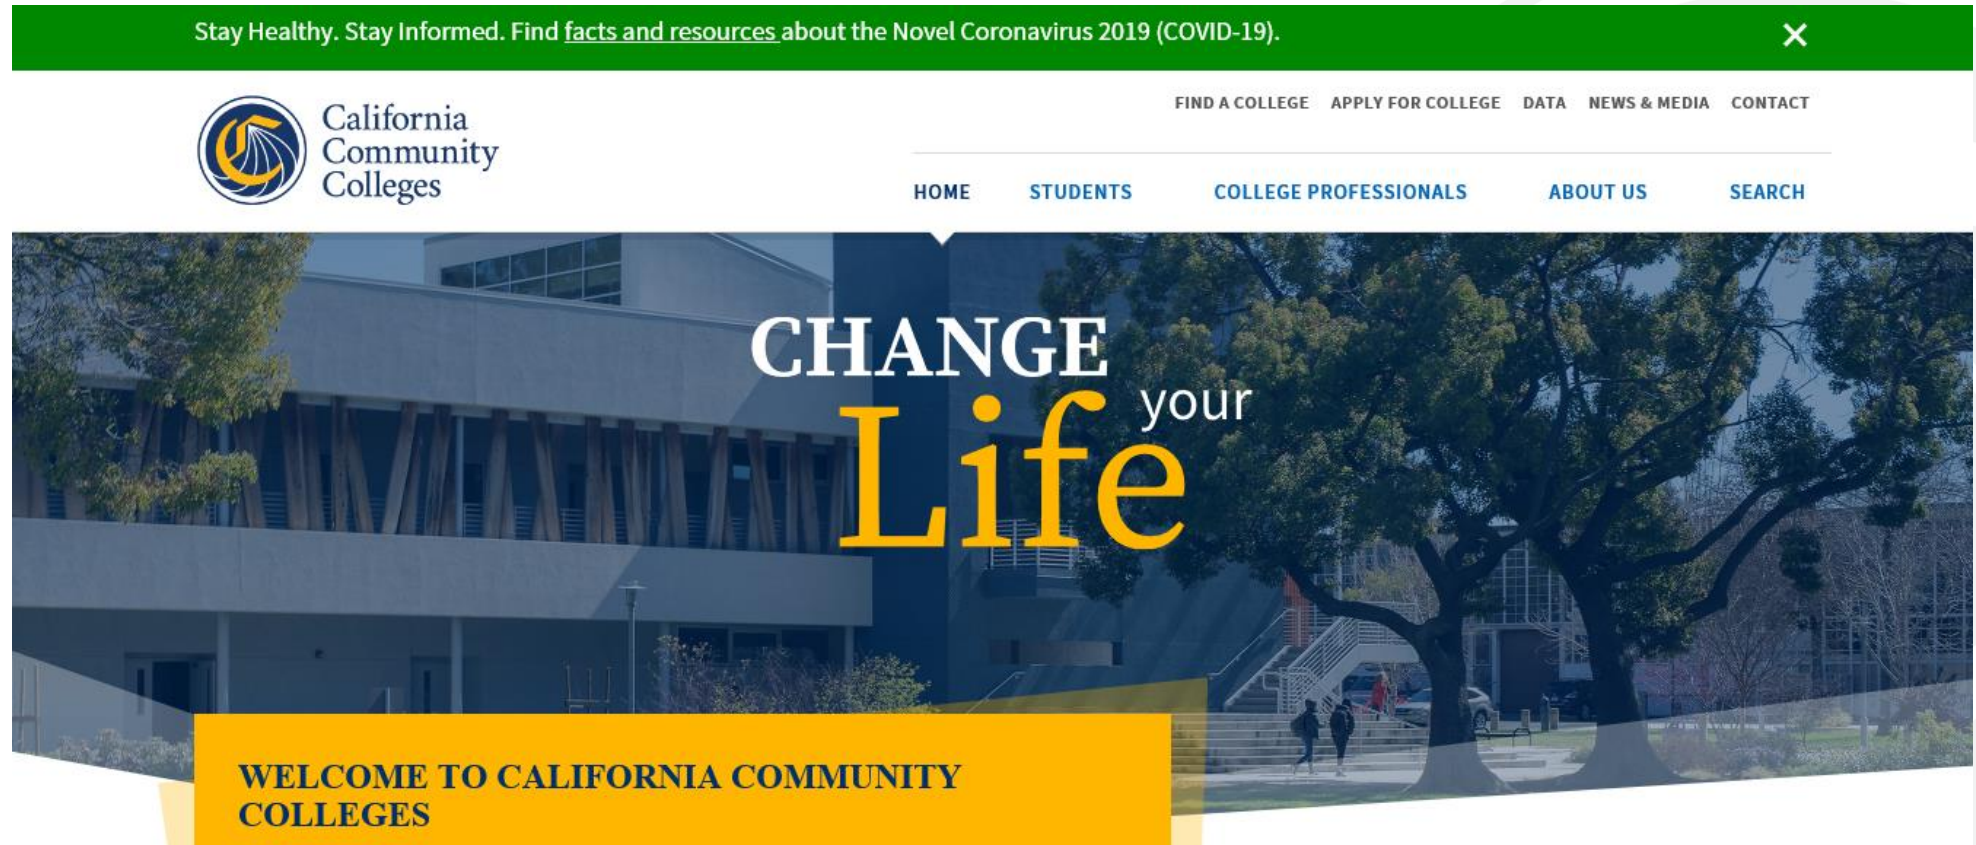 Stay Healthy. Stay Informed. Find facts and resources about the Novel Coronavirus 2019 (COVID-19).
California
Community
Colleges
FIND A COLLEGE APPLY FOR COLLEGE DATA NEWS & MEDIA CONTACT
HOME STUDENTS COLLEGE PROFESSIONALS ABOUT US SEARCH
CHANGE
your
Life
WELCOME TO CALIFORNIA COMMUNITY
COLLEGES